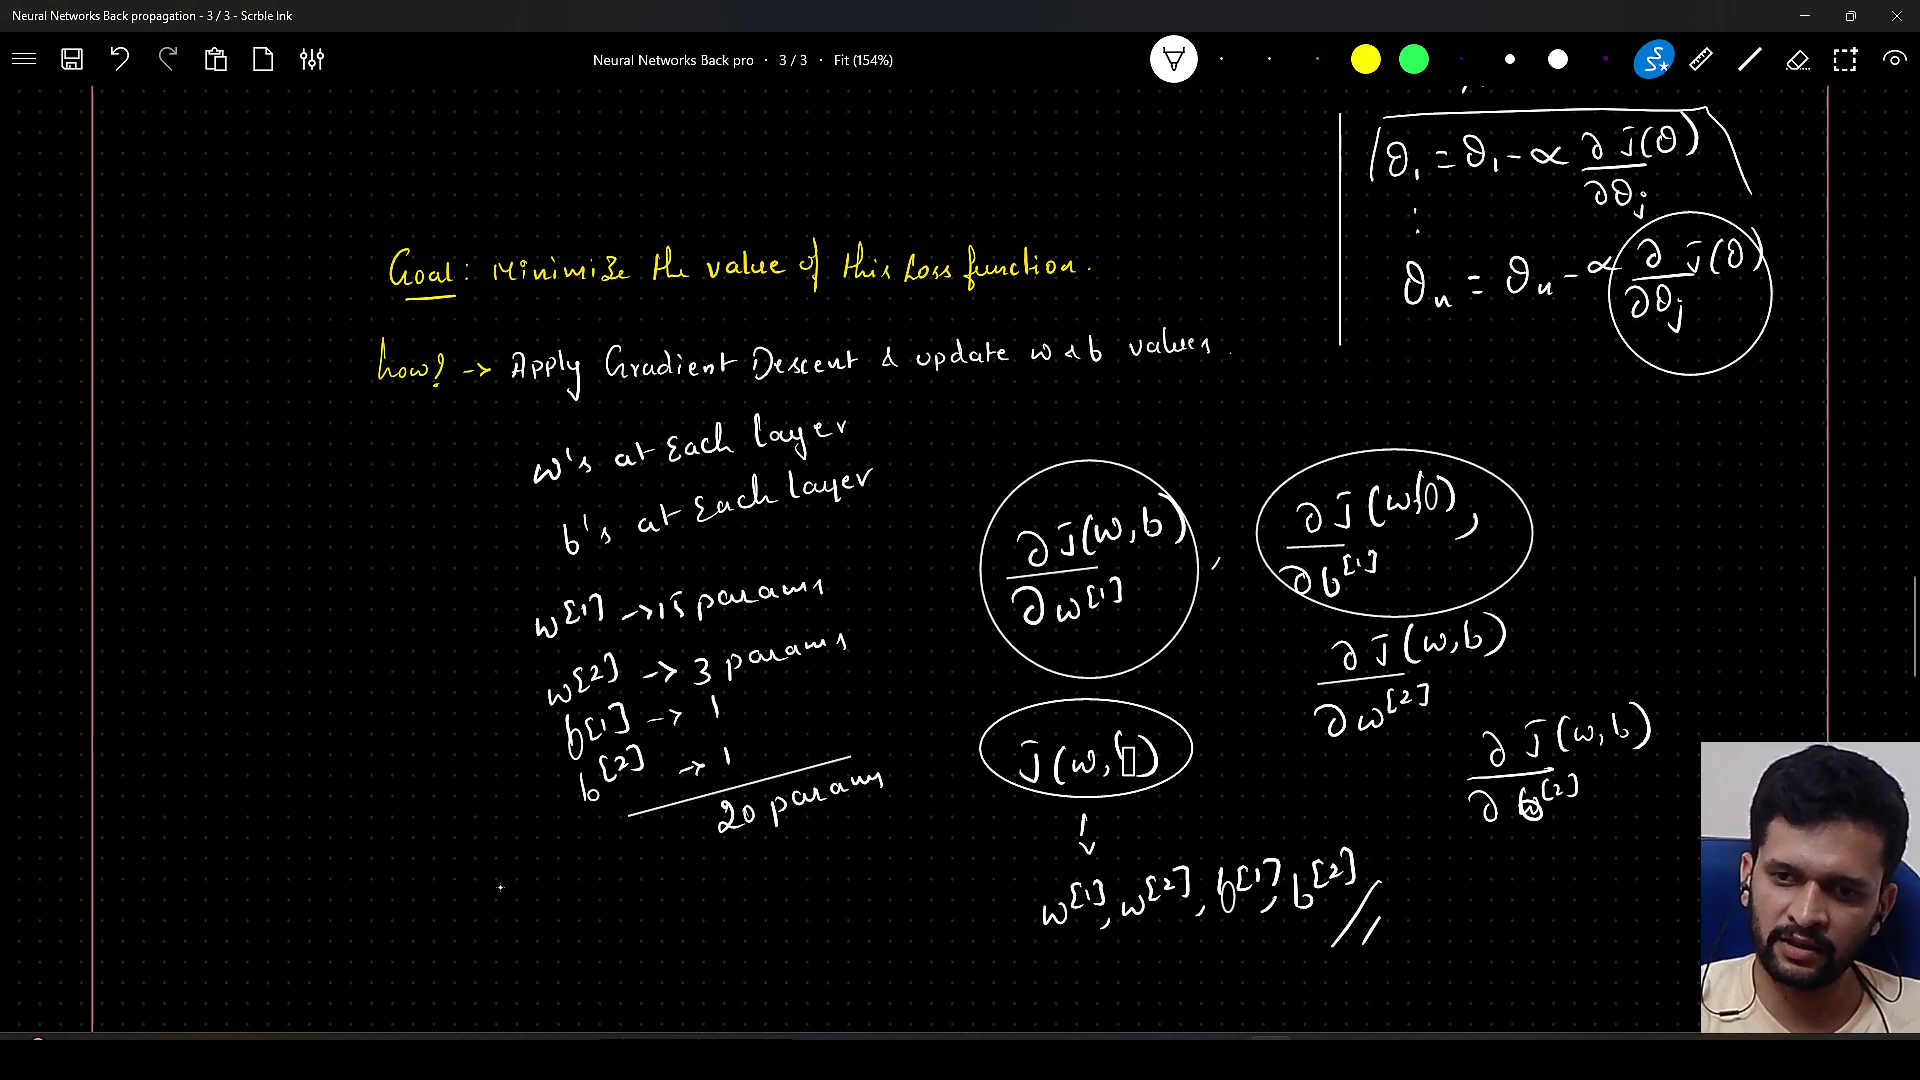 Neural Networks Back propagation - 3 / 3 - Scrble Ink
Neural Networks Back pro · 3 / 3 · Fit (154%)
θ₁ = θ₁ - α ∂J(θ)/∂θⱼ
⋮
θₙ = θₙ - α ∂J(θ)/∂θⱼ
Goal: Minimize the value of this Loss function.
how? -> Apply Gradient Descent & update w & b values.
w's at Each layer
b's at Each layer
∂J(w,b)/∂w[1] , ∂J(w,b)/∂b[1],
w[1] -> 15 params
∂J(w,b)/∂w[2]
w[2] -> 3 params
b[1] -> 1
b[2] -> 1
∂J(w,b)/∂b[2]
20 params
J(w,b)
↓
w[1], w[2], b[1], b[2] //